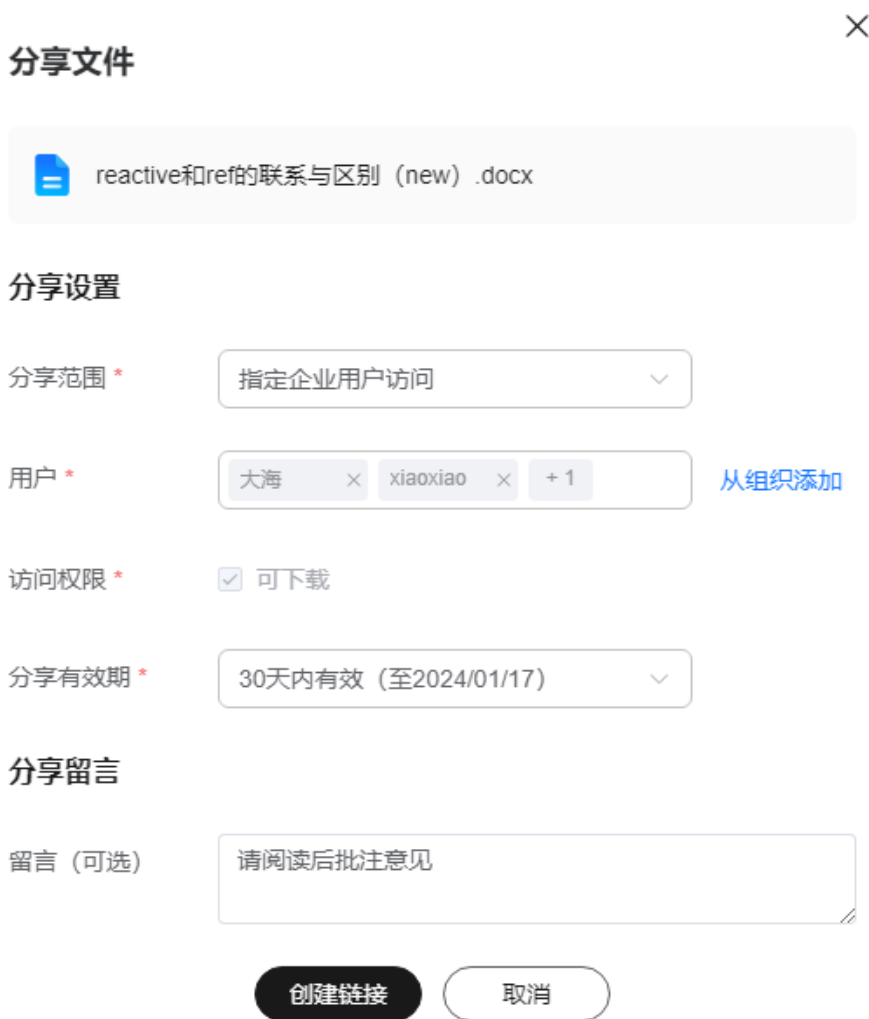 分享文件
reactive和ref的联系与区别（new）.docx
分享设置
分享范围 * 指定企业用户访问
用户 * 大海 × xiaoxiao × + 1 从组织添加
访问权限 * 可下载
分享有效期 * 30天内有效（至2024/01/17）
分享留言
留言（可选） 请阅读后批注意见
创建链接 取消